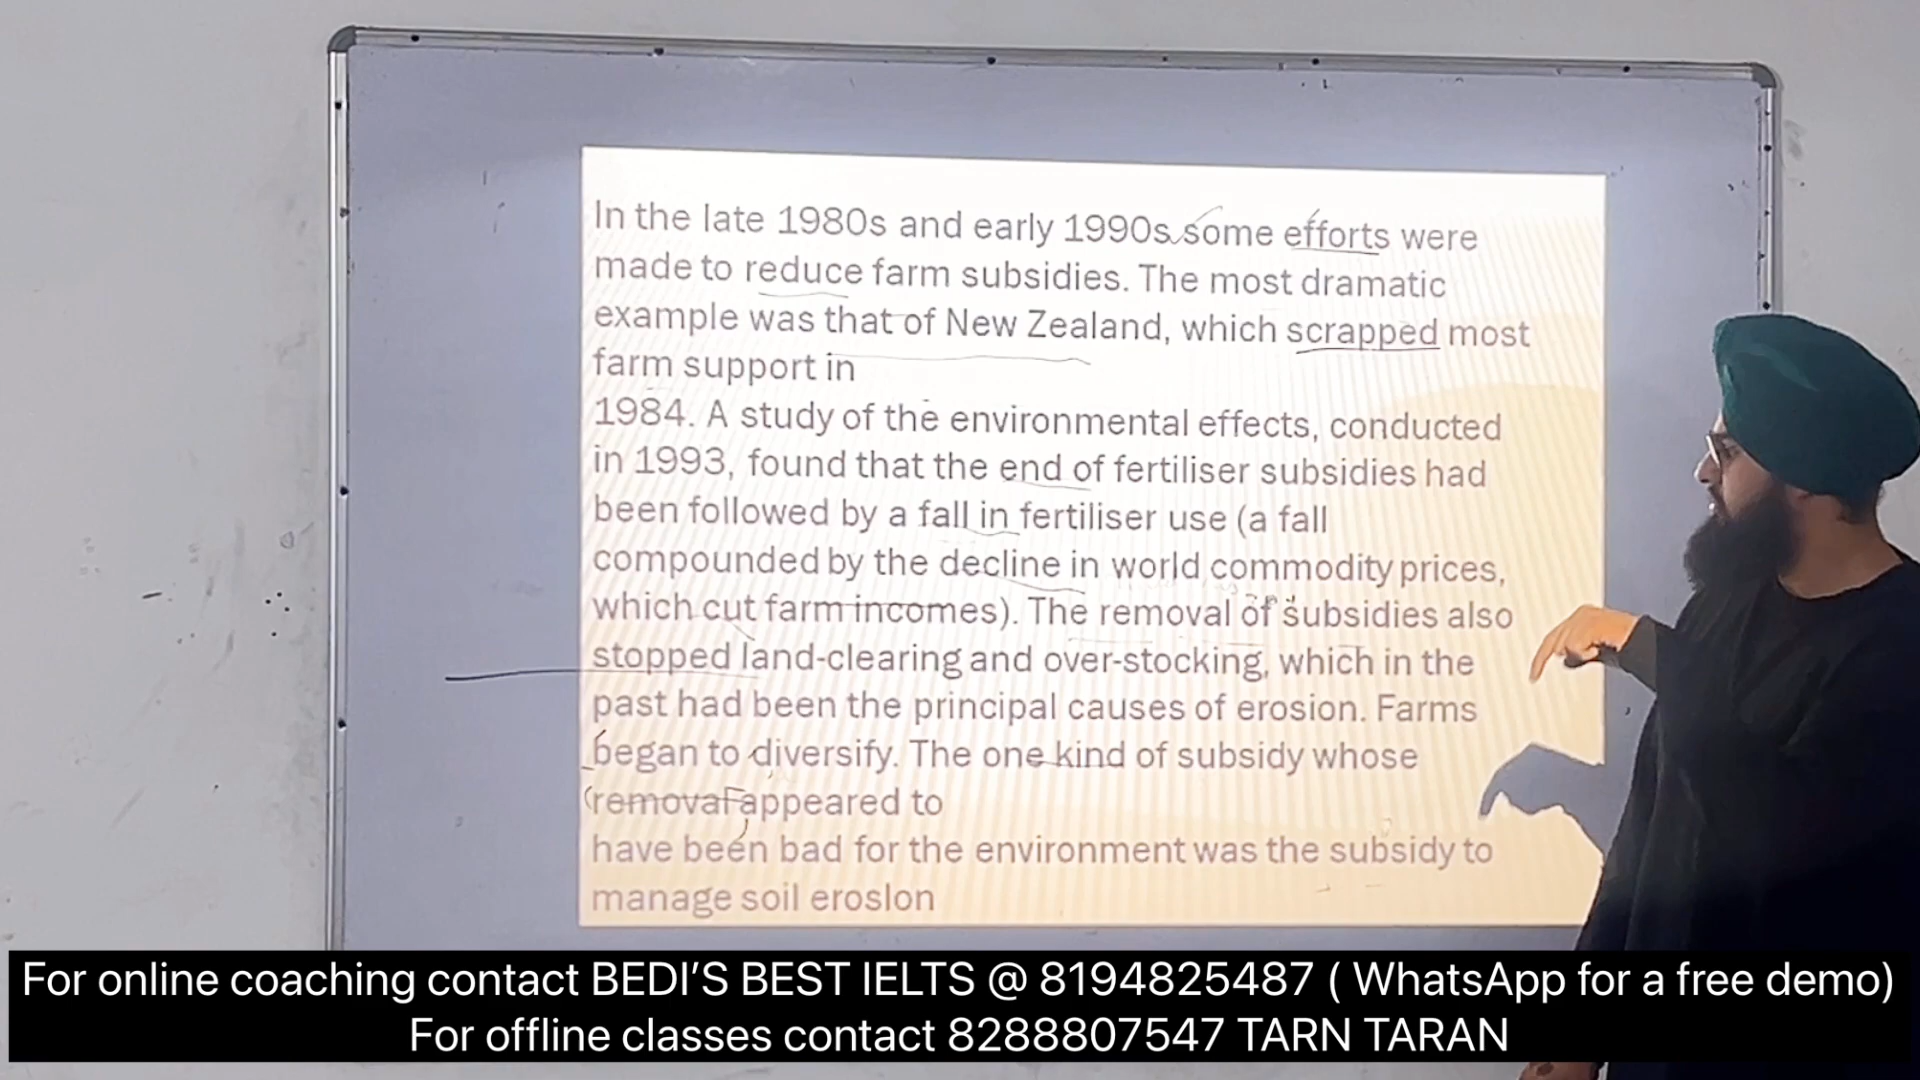 In the late 1980s and early 1990s some efforts were
made to reduce farm subsidies. The most dramatic
example was that of New Zealand, which scrapped most
farm support in
1984. A study of the environmental effects, conducted
in 1993, found that the end of fertiliser subsidies had
been followed by a fall in fertiliser use (a fall
compounded by the decline in world commodity prices,
which cut farm incomes). The removal of subsidies also
stopped land-clearing and over-stocking, which in the
past had been the principal causes of erosion. Farms
began to diversify. The one kind of subsidy whose
removal appeared to
have been bad for the environment was the subsidy to
manage soil eroslon
For online coaching contact BEDI'S BEST IELTS @ 8194825487 ( WhatsApp for a free demo)
For offline classes contact 8288807547 TARN TARAN